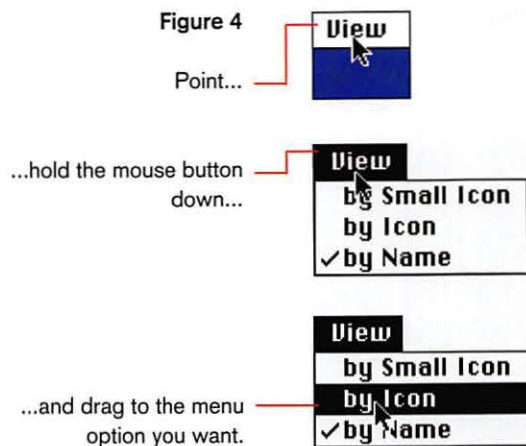 Figure 4
View
Point...
...hold the mouse button
down...
View
by Small Icon
by Icon
✓by Name
View
by Small Icon
by Icon
✓by Name
...and drag to the menu
option you want.